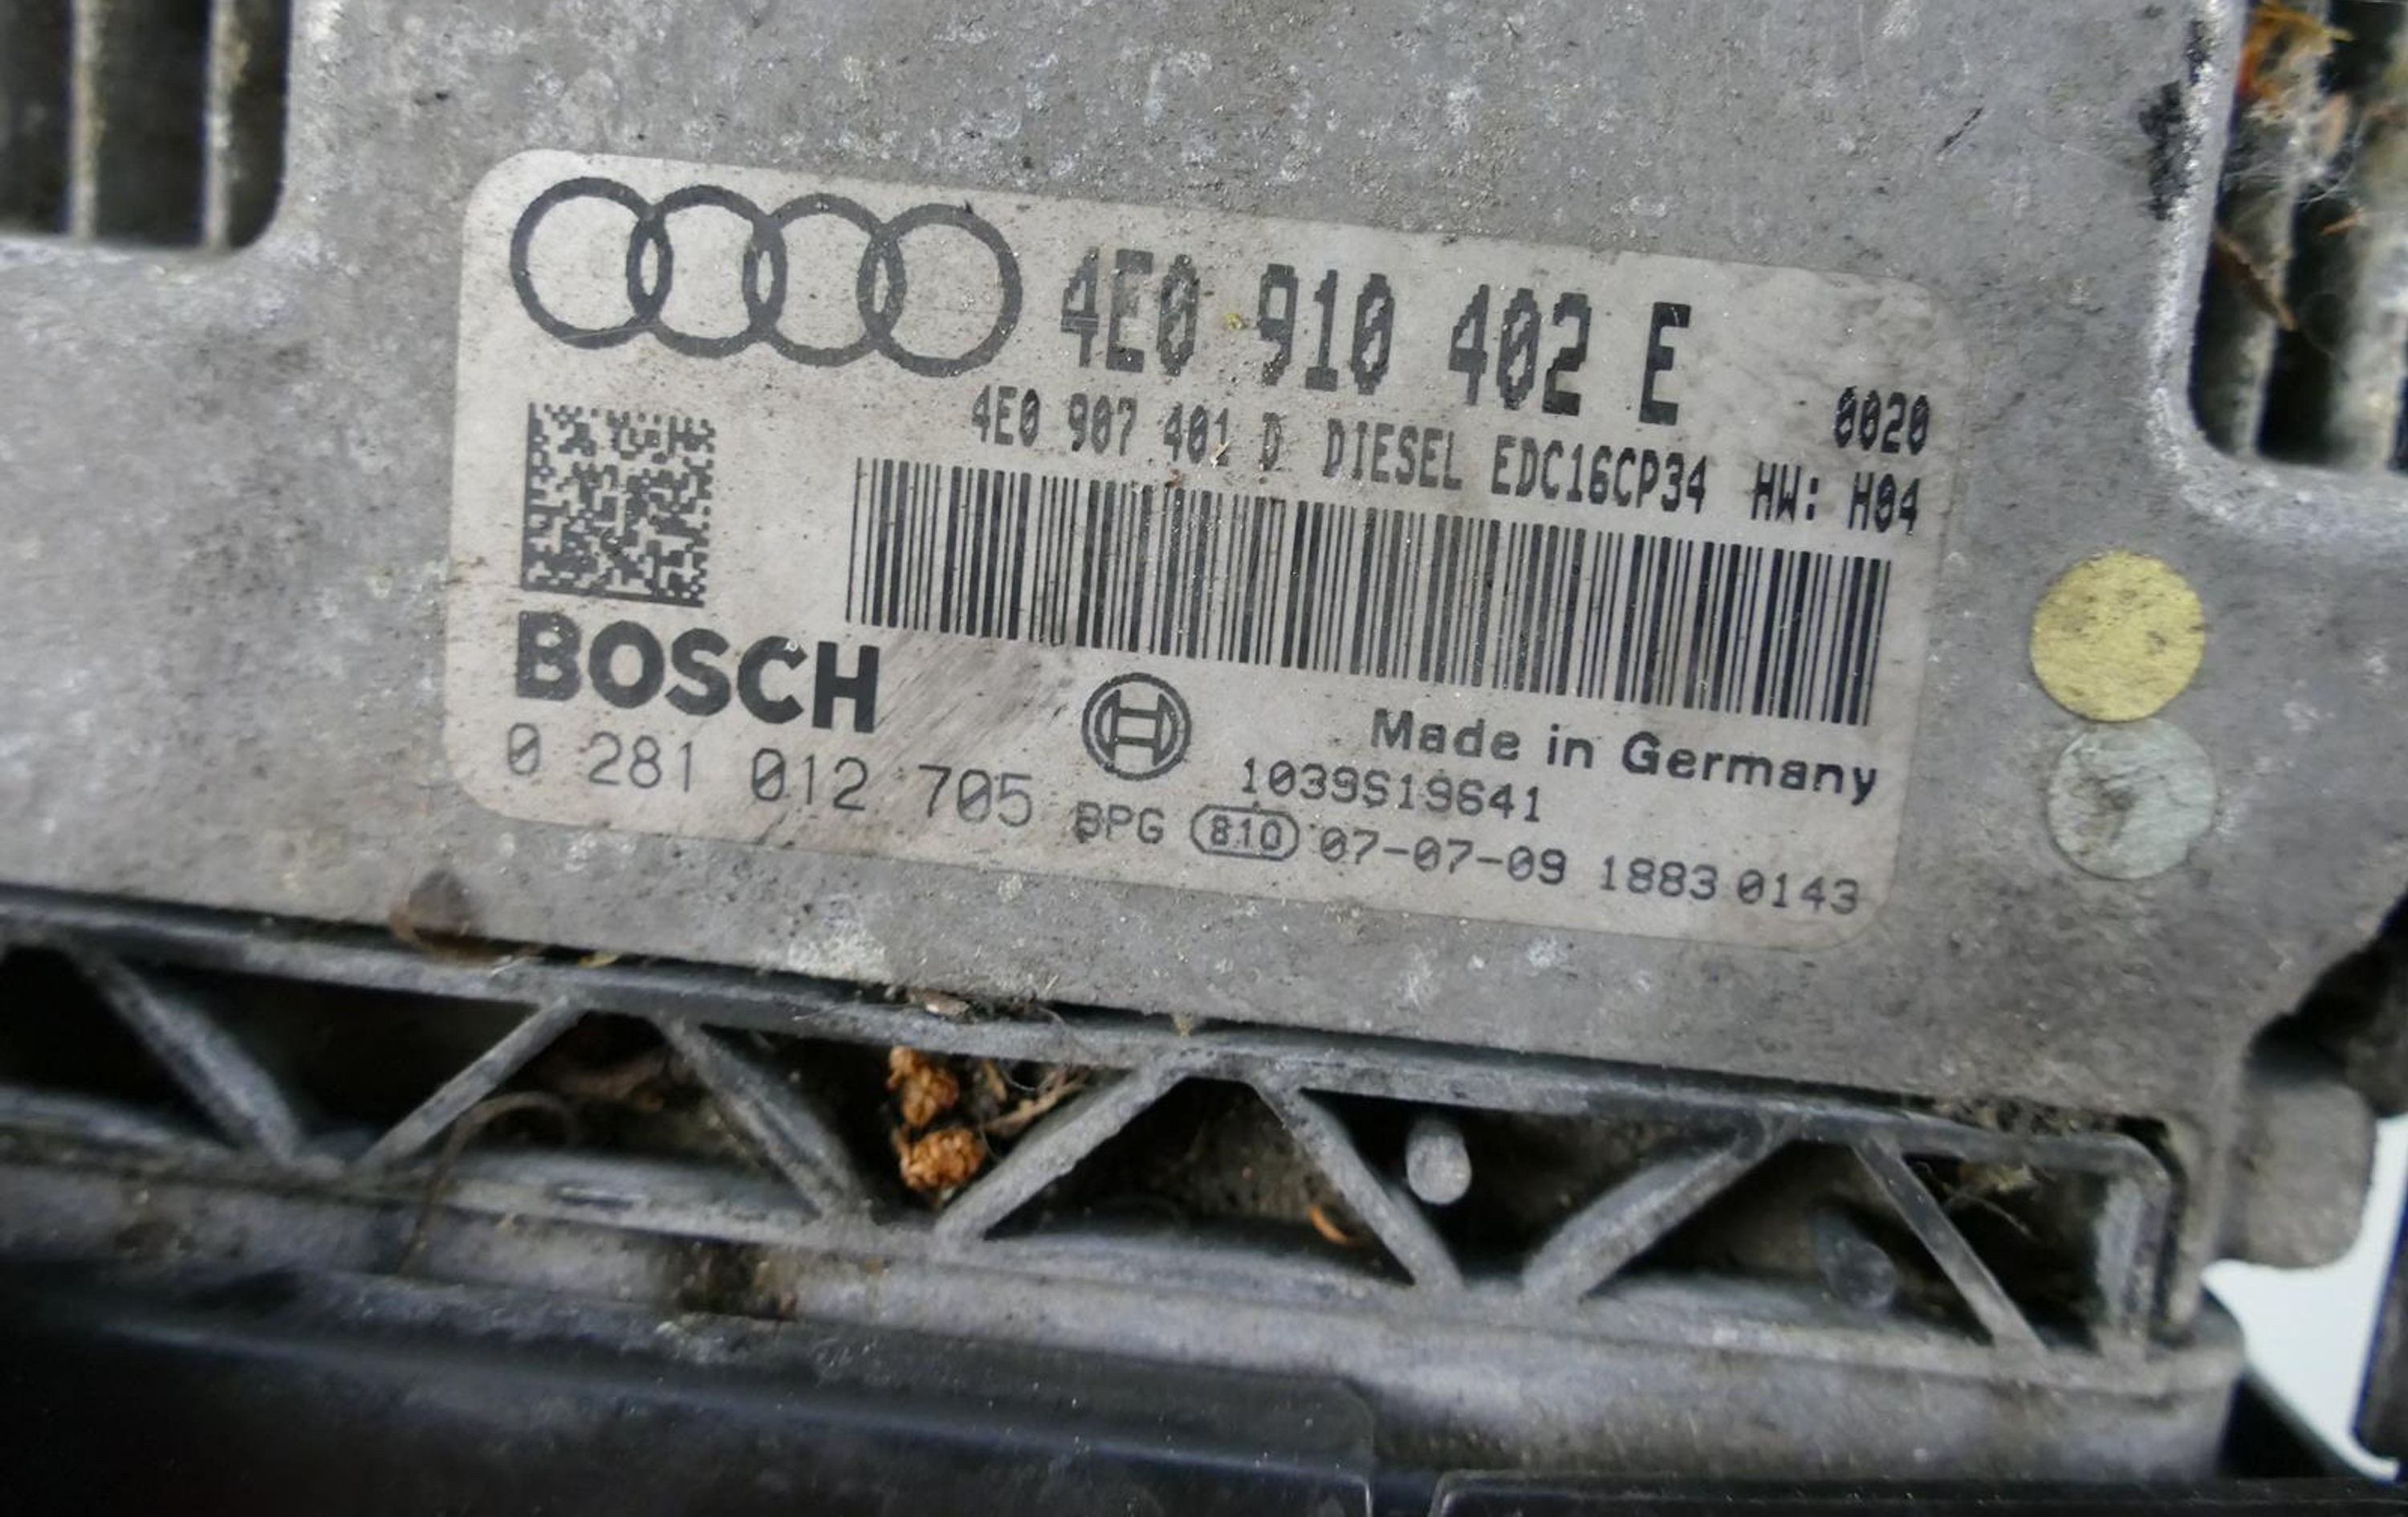 4E0 910 402 E 0020
4E0 907 401 D DIESEL EDC16CP34 HW: H04
BOSCH
Made in Germany
0 281 012 705
1039S19641
BPG 810 07-07-09 1883 0143